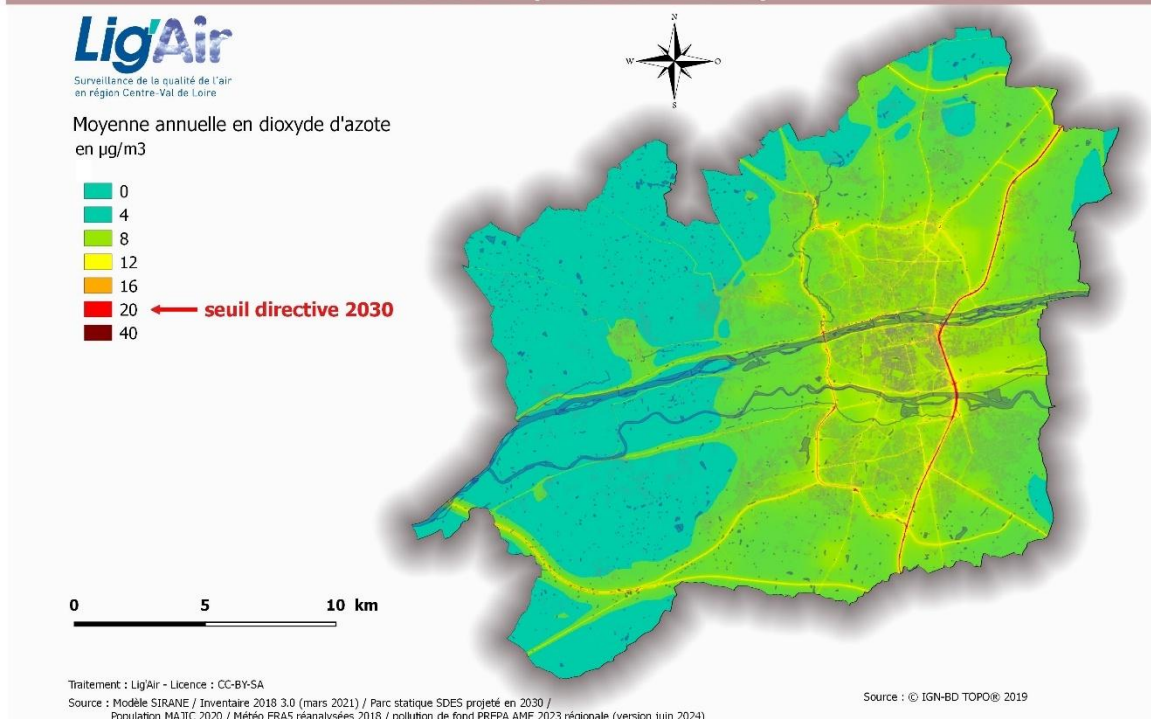 Lig'Air
Surveillance de la qualité de l'air
en région Centre-Val de Loire
N
W
O
S
Moyenne annuelle en dioxyde d'azote
en µg/m3
0
4
8
12
16
20 seuil directive 2030
40
0 5 10 km
Traitement : Lig'Air - Licence : CC-BY-SA
Source : Modèle SIRANE / Inventaire 2018 3.0 (mars 2021) / Parc statique SDES projeté en 2030 /
Population MAJIC 2020 / Météo ERA5 réanalysées 2018 / pollution de fond PREPA AME 2023 régionale (version juin 2024)
Source : © IGN-BD TOPO® 2019